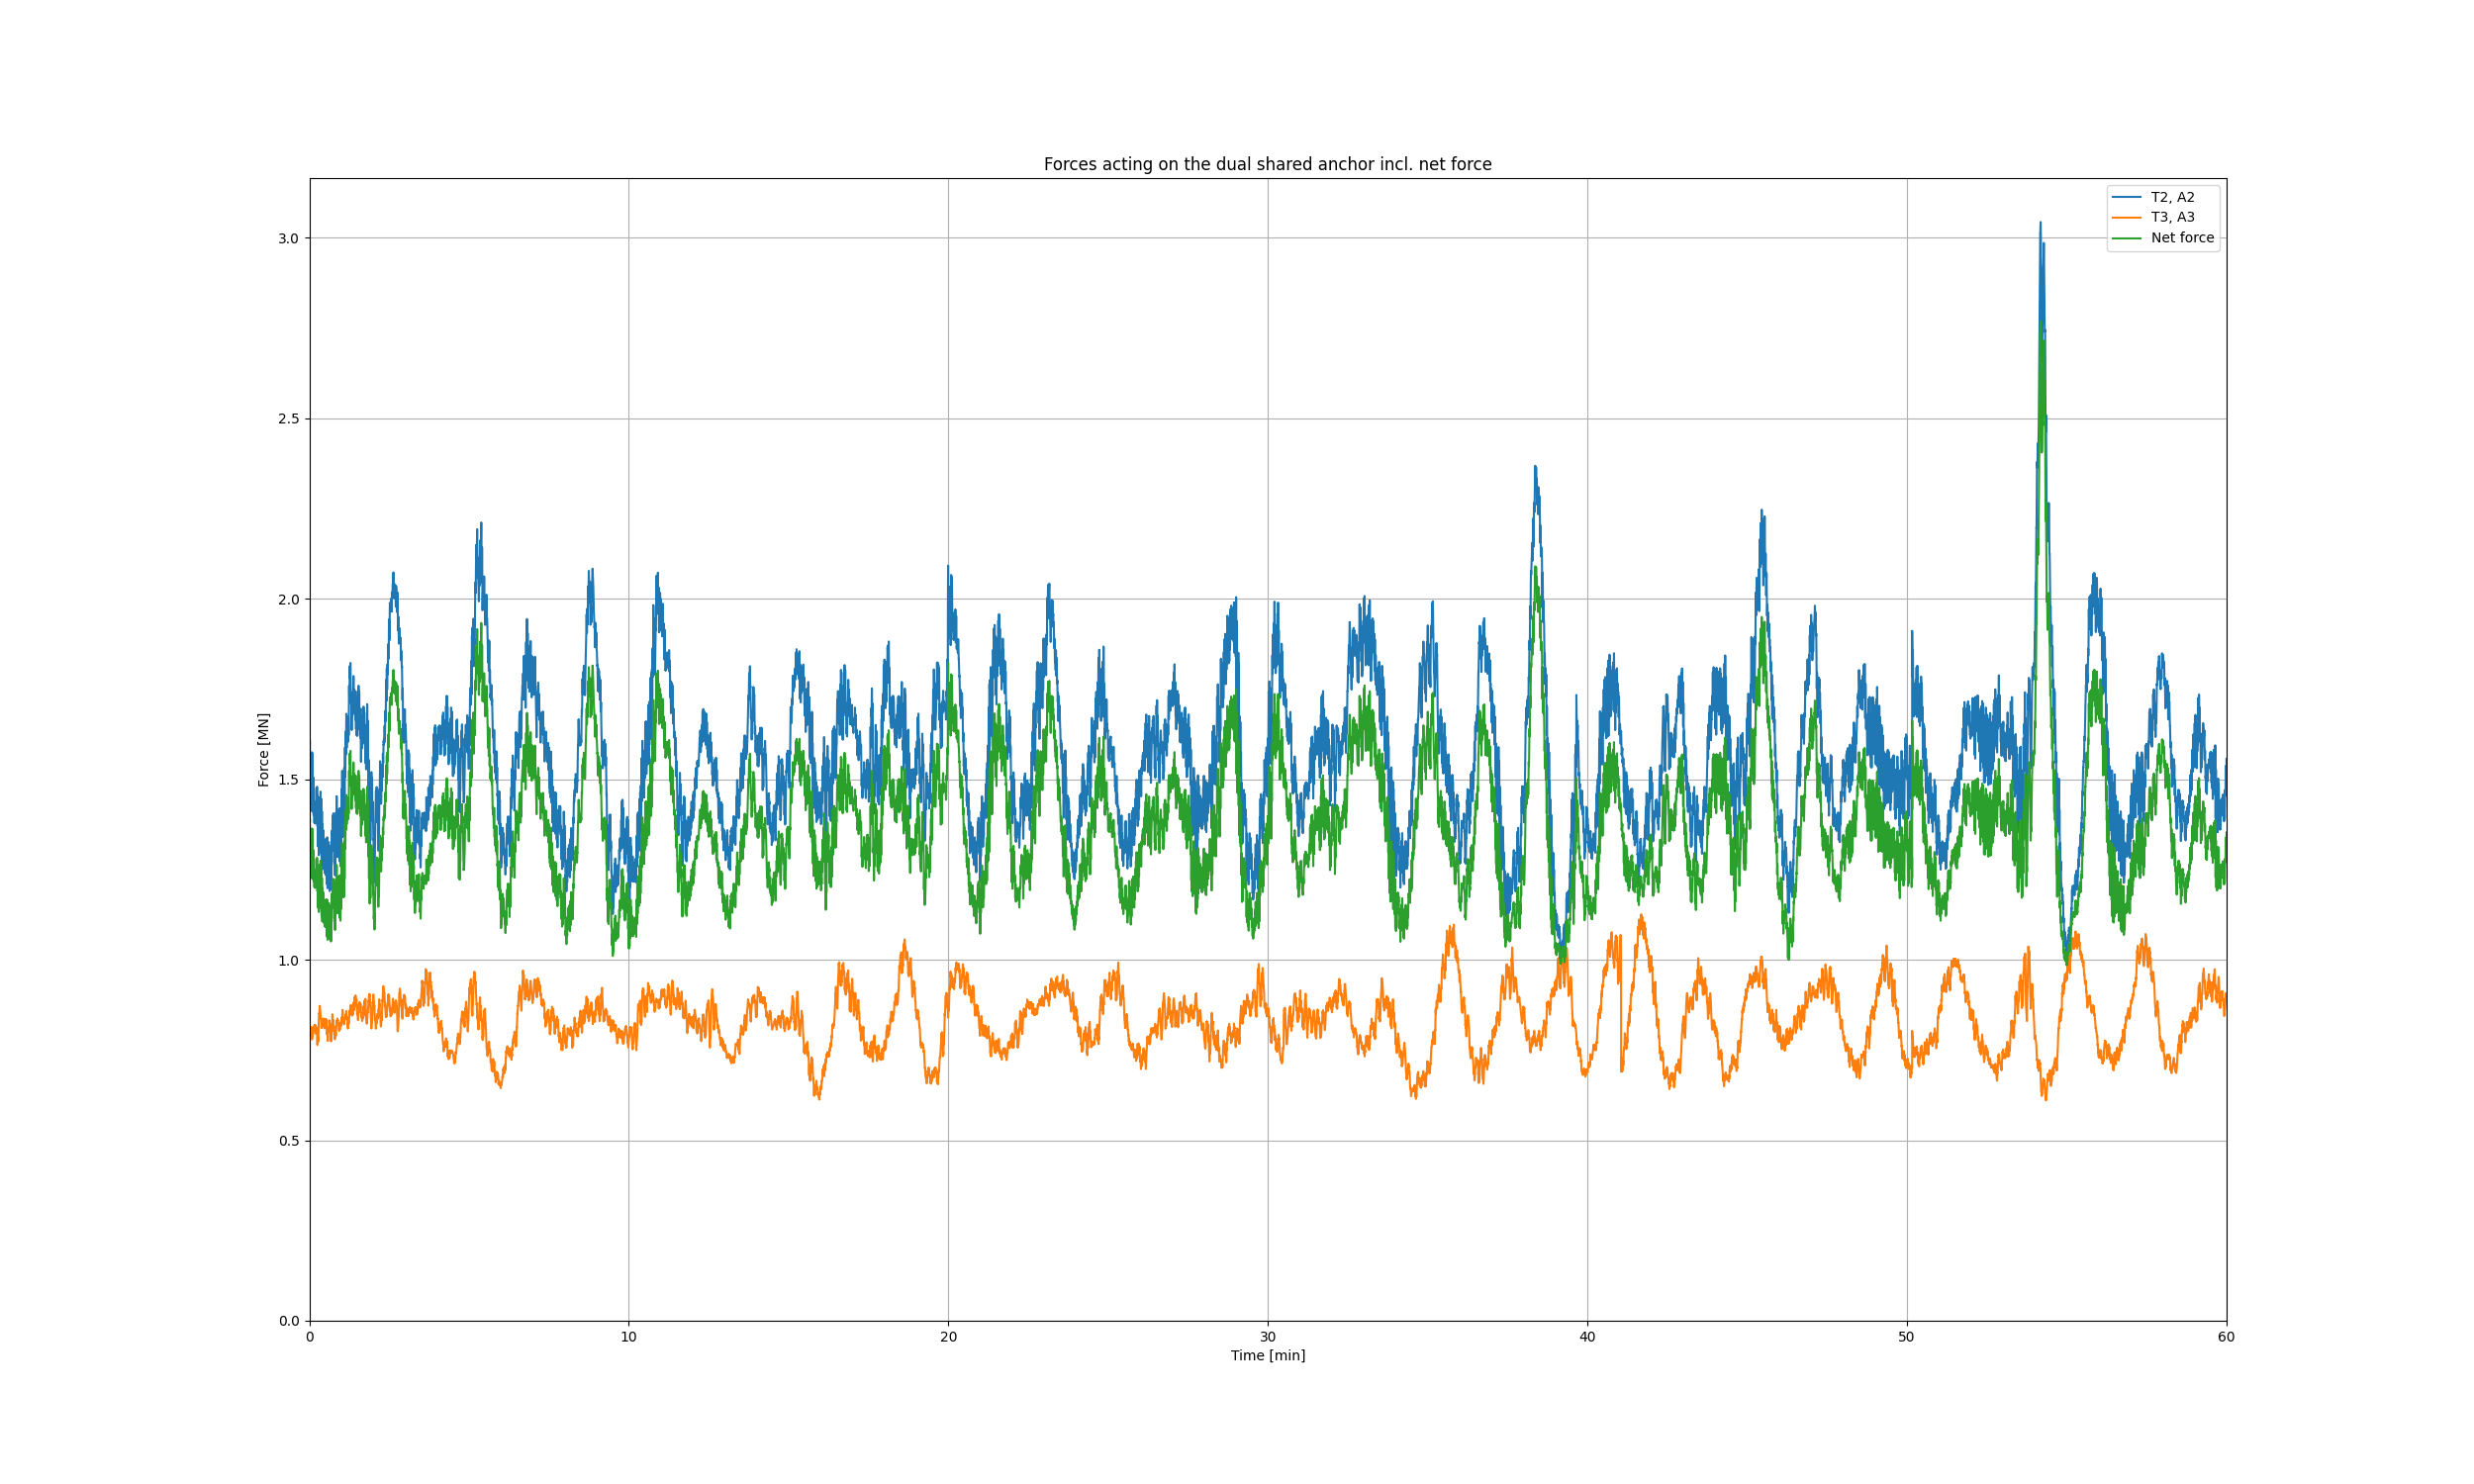 Forces acting on the dual shared anchor incl. net force
T2, A2
T3, A3
Net force
Force [MN]
3.0
2.5
2.0
1.5
1.0
0.5
0.0
0 10 20 30 40 50 60
Time [min]